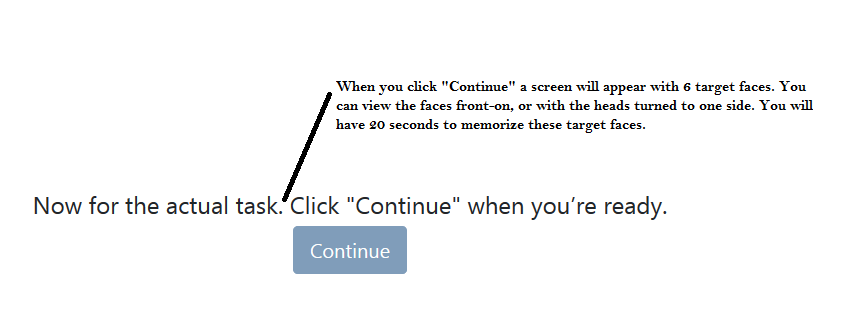 When you click "Continue" a screen will appear with 6 target faces. You
can view the faces front-on, or with the heads turned to one side. You will
have 20 seconds to memorize these target faces.
Now for the actual task. Click "Continue" when you’re ready.
Continue